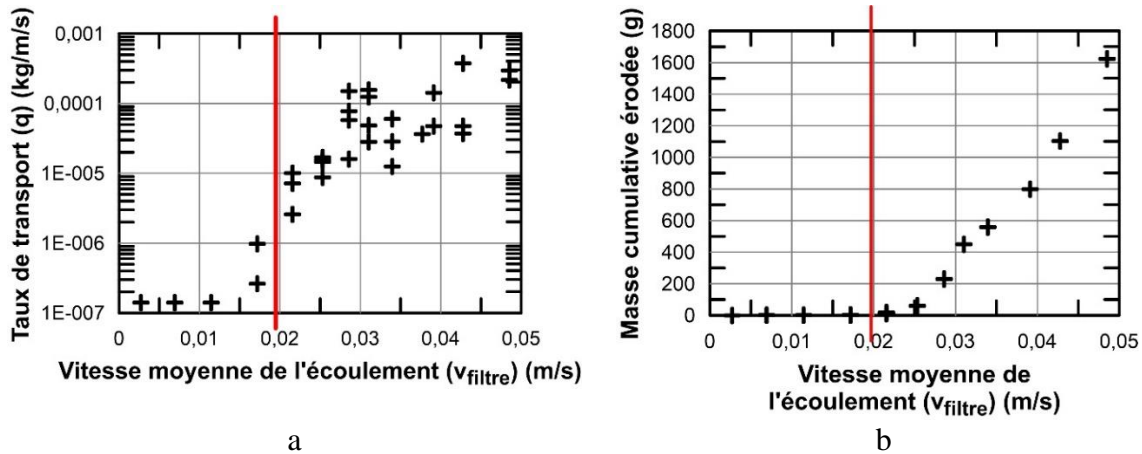 Taux de transport (q) (kg/m/s)
0,001
0,0001
1E-005
1E-006
1E-007
0
0,01
0,02
0,03
0,04
0,05
Vitesse moyenne de l'écoulement (vfiltre) (m/s)
a
Masse cumulative érodée (g)
1800
1600
1400
1200
1000
800
600
400
200
0
0
0,01
0,02
0,03
0,04
0,05
Vitesse moyenne de
l'écoulement (vfiltre) (m/s)
b